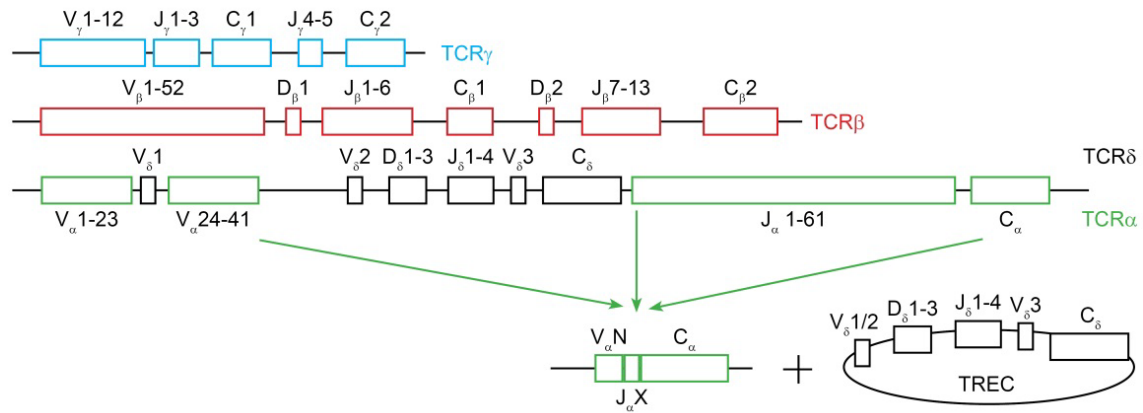 Vγ1-12 Jγ1-3 Cγ1 Jγ4-5 Cγ2
TCRγ
Vβ1-52 Dβ1 Jβ1-6 Cβ1 Dβ2 Jβ7-13 Cβ2
TCRβ
Vδ1 Vδ2 Dδ1-3 Jδ1-4 Vδ3 Cδ TCRδ
Vα1-23 Vα24-41 Jα 1-61 Cα TCRα
VαN Cα
JαX
+
Vδ1/2 Dδ1-3 Jδ1-4 Vδ3 Cδ
TREC